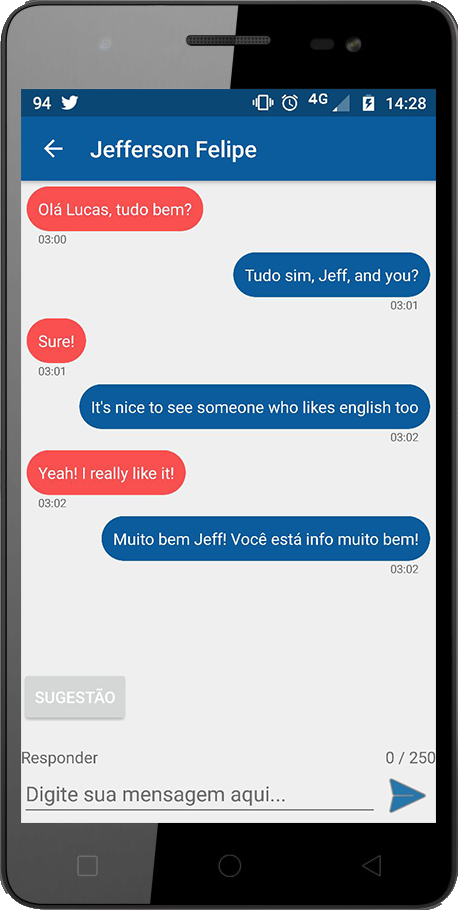 94 4G 14:28
Jefferson Felipe
Olá Lucas, tudo bem?
03:00
Tudo sim, Jeff, and you?
03:01
Sure!
03:01
It's nice to see someone who likes english too
03:02
Yeah! I really like it!
03:02
Muito bem Jeff! Você está info muito bem!
03:02
SUGESTÃO
Responder 0 / 250
Digite sua mensagem aqui...